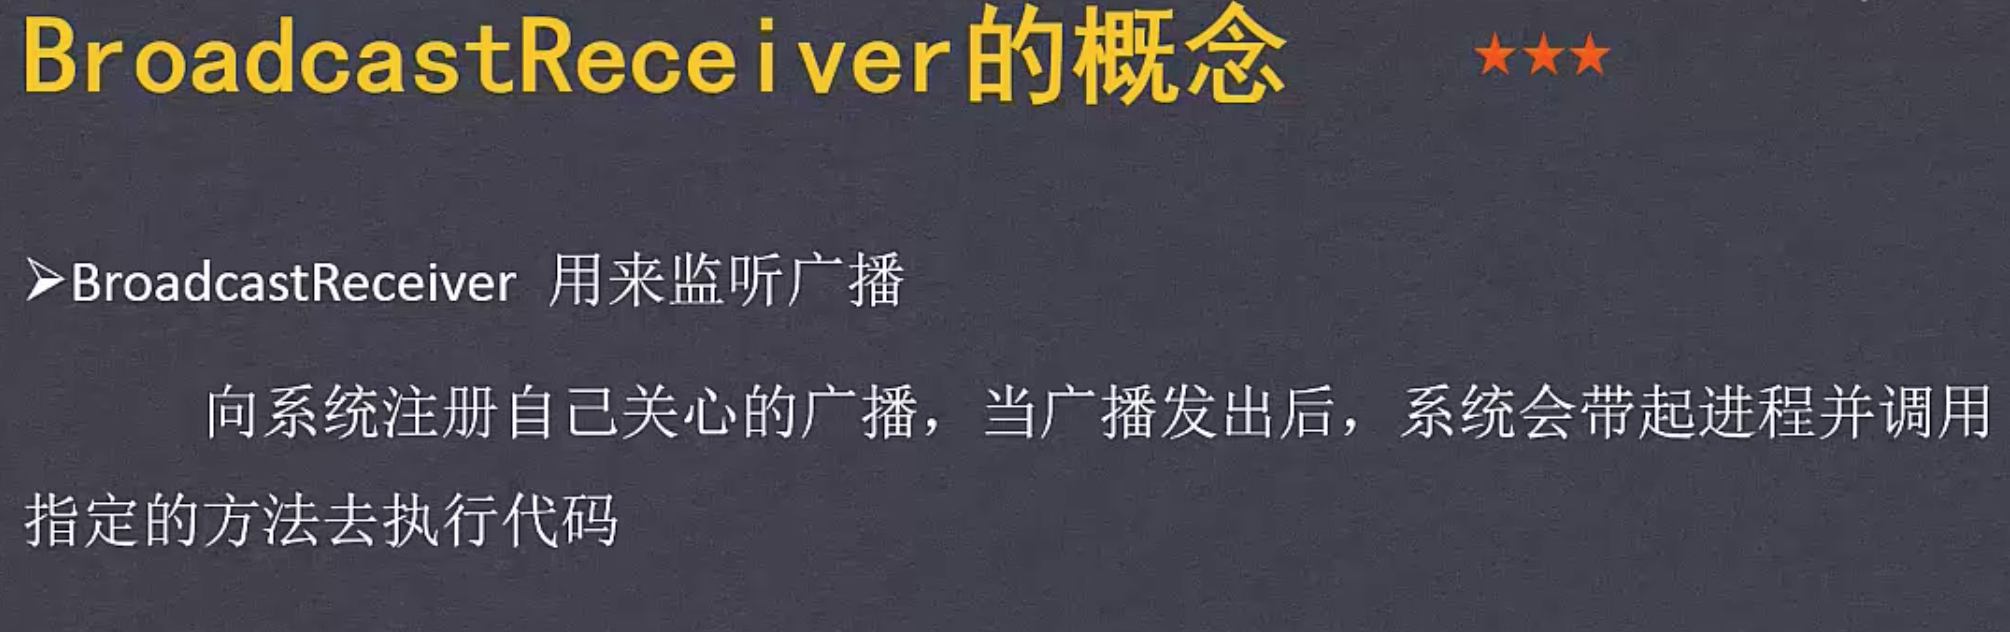 BroadcastReceiver的概念 ★★★
➢BroadcastReceiver 用来监听广播
向系统注册自己关心的广播，当广播发出后，系统会带起进程并调用
指定的方法去执行代码